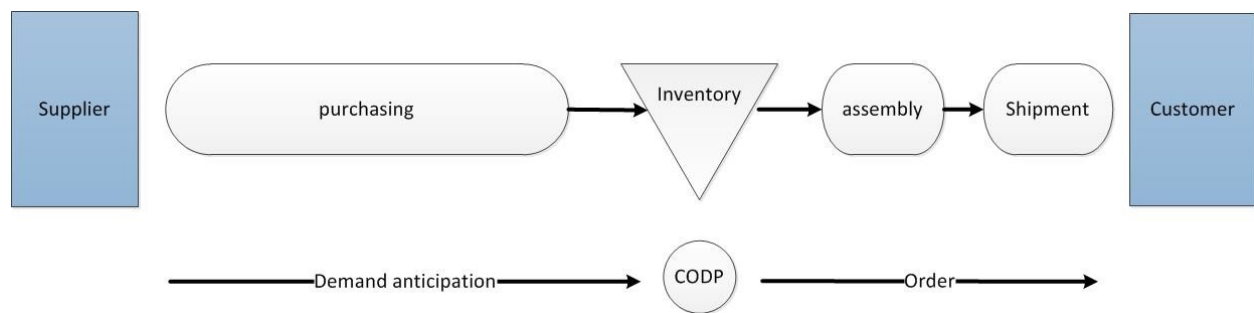 Supplier
purchasing
Inventory
assembly
Shipment
Customer
Demand anticipation
CODP
Order